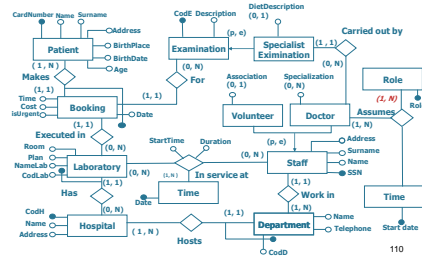 CardNumber Name Surname
CodE Description
DietDescription
(0, 1)
Address
Patient
BirthPlace
BirthDate
Age
Examination
(p, e)
Specialist
Eximination
(1, 1)
Carried out by
(1, N)
(0, N)
(0, N)
Makes
For
Association
(0, 1)
Specialization
(0, N)
Role
(1, N)
Role
Time
Cost
isUrgent
(1, 1)
Booking
(1, 1)
Date
Volunteer
Doctor
Assumes
(1, N)
(1, 1)
Executed in
Room
Plan
NameLab
CodLab
(0, N)
StartTime
Duration
(p, e)
Address
Surname
Name
SSN
Laboratory
(0, N)
(0, N)
Staff
(1, N)
In service at
(1, 1)
(1, 1)
Has
Date
Time
Work in
Time
CodH
Name
Address
(0, N)
(1, N)
Hospital
(1, N)
Hosts
(1, 1)
Department
Name
Telephone
CodD
Start date
110